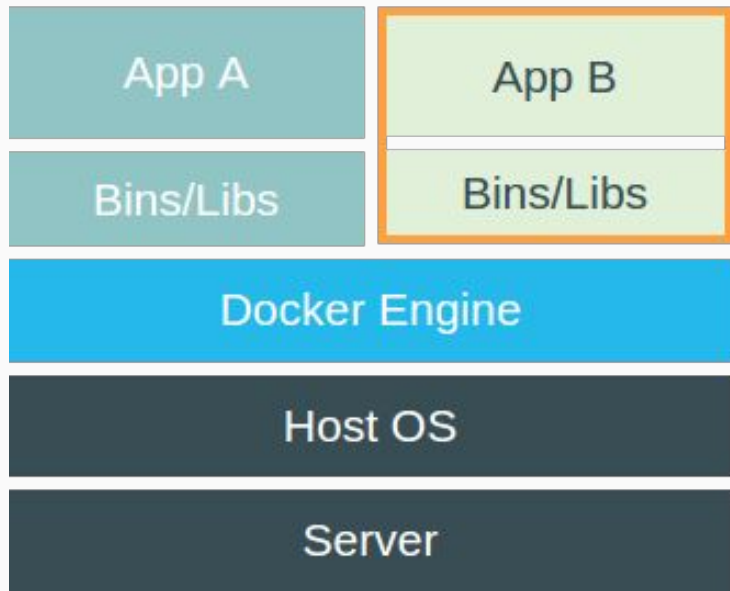 App A
App B
Bins/Libs
Bins/Libs
Docker Engine
Host OS
Server